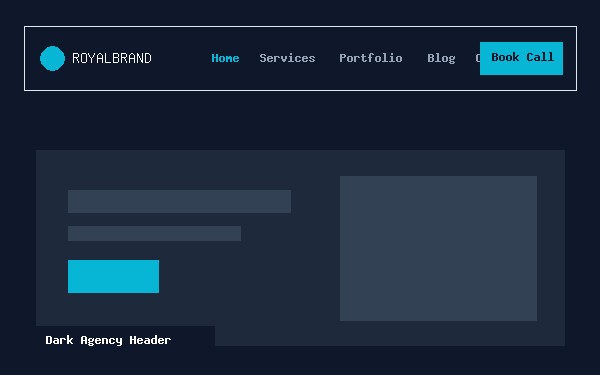 ROYALBRAND
Home Services Portfolio Blog
Book Call
Dark Agency Header